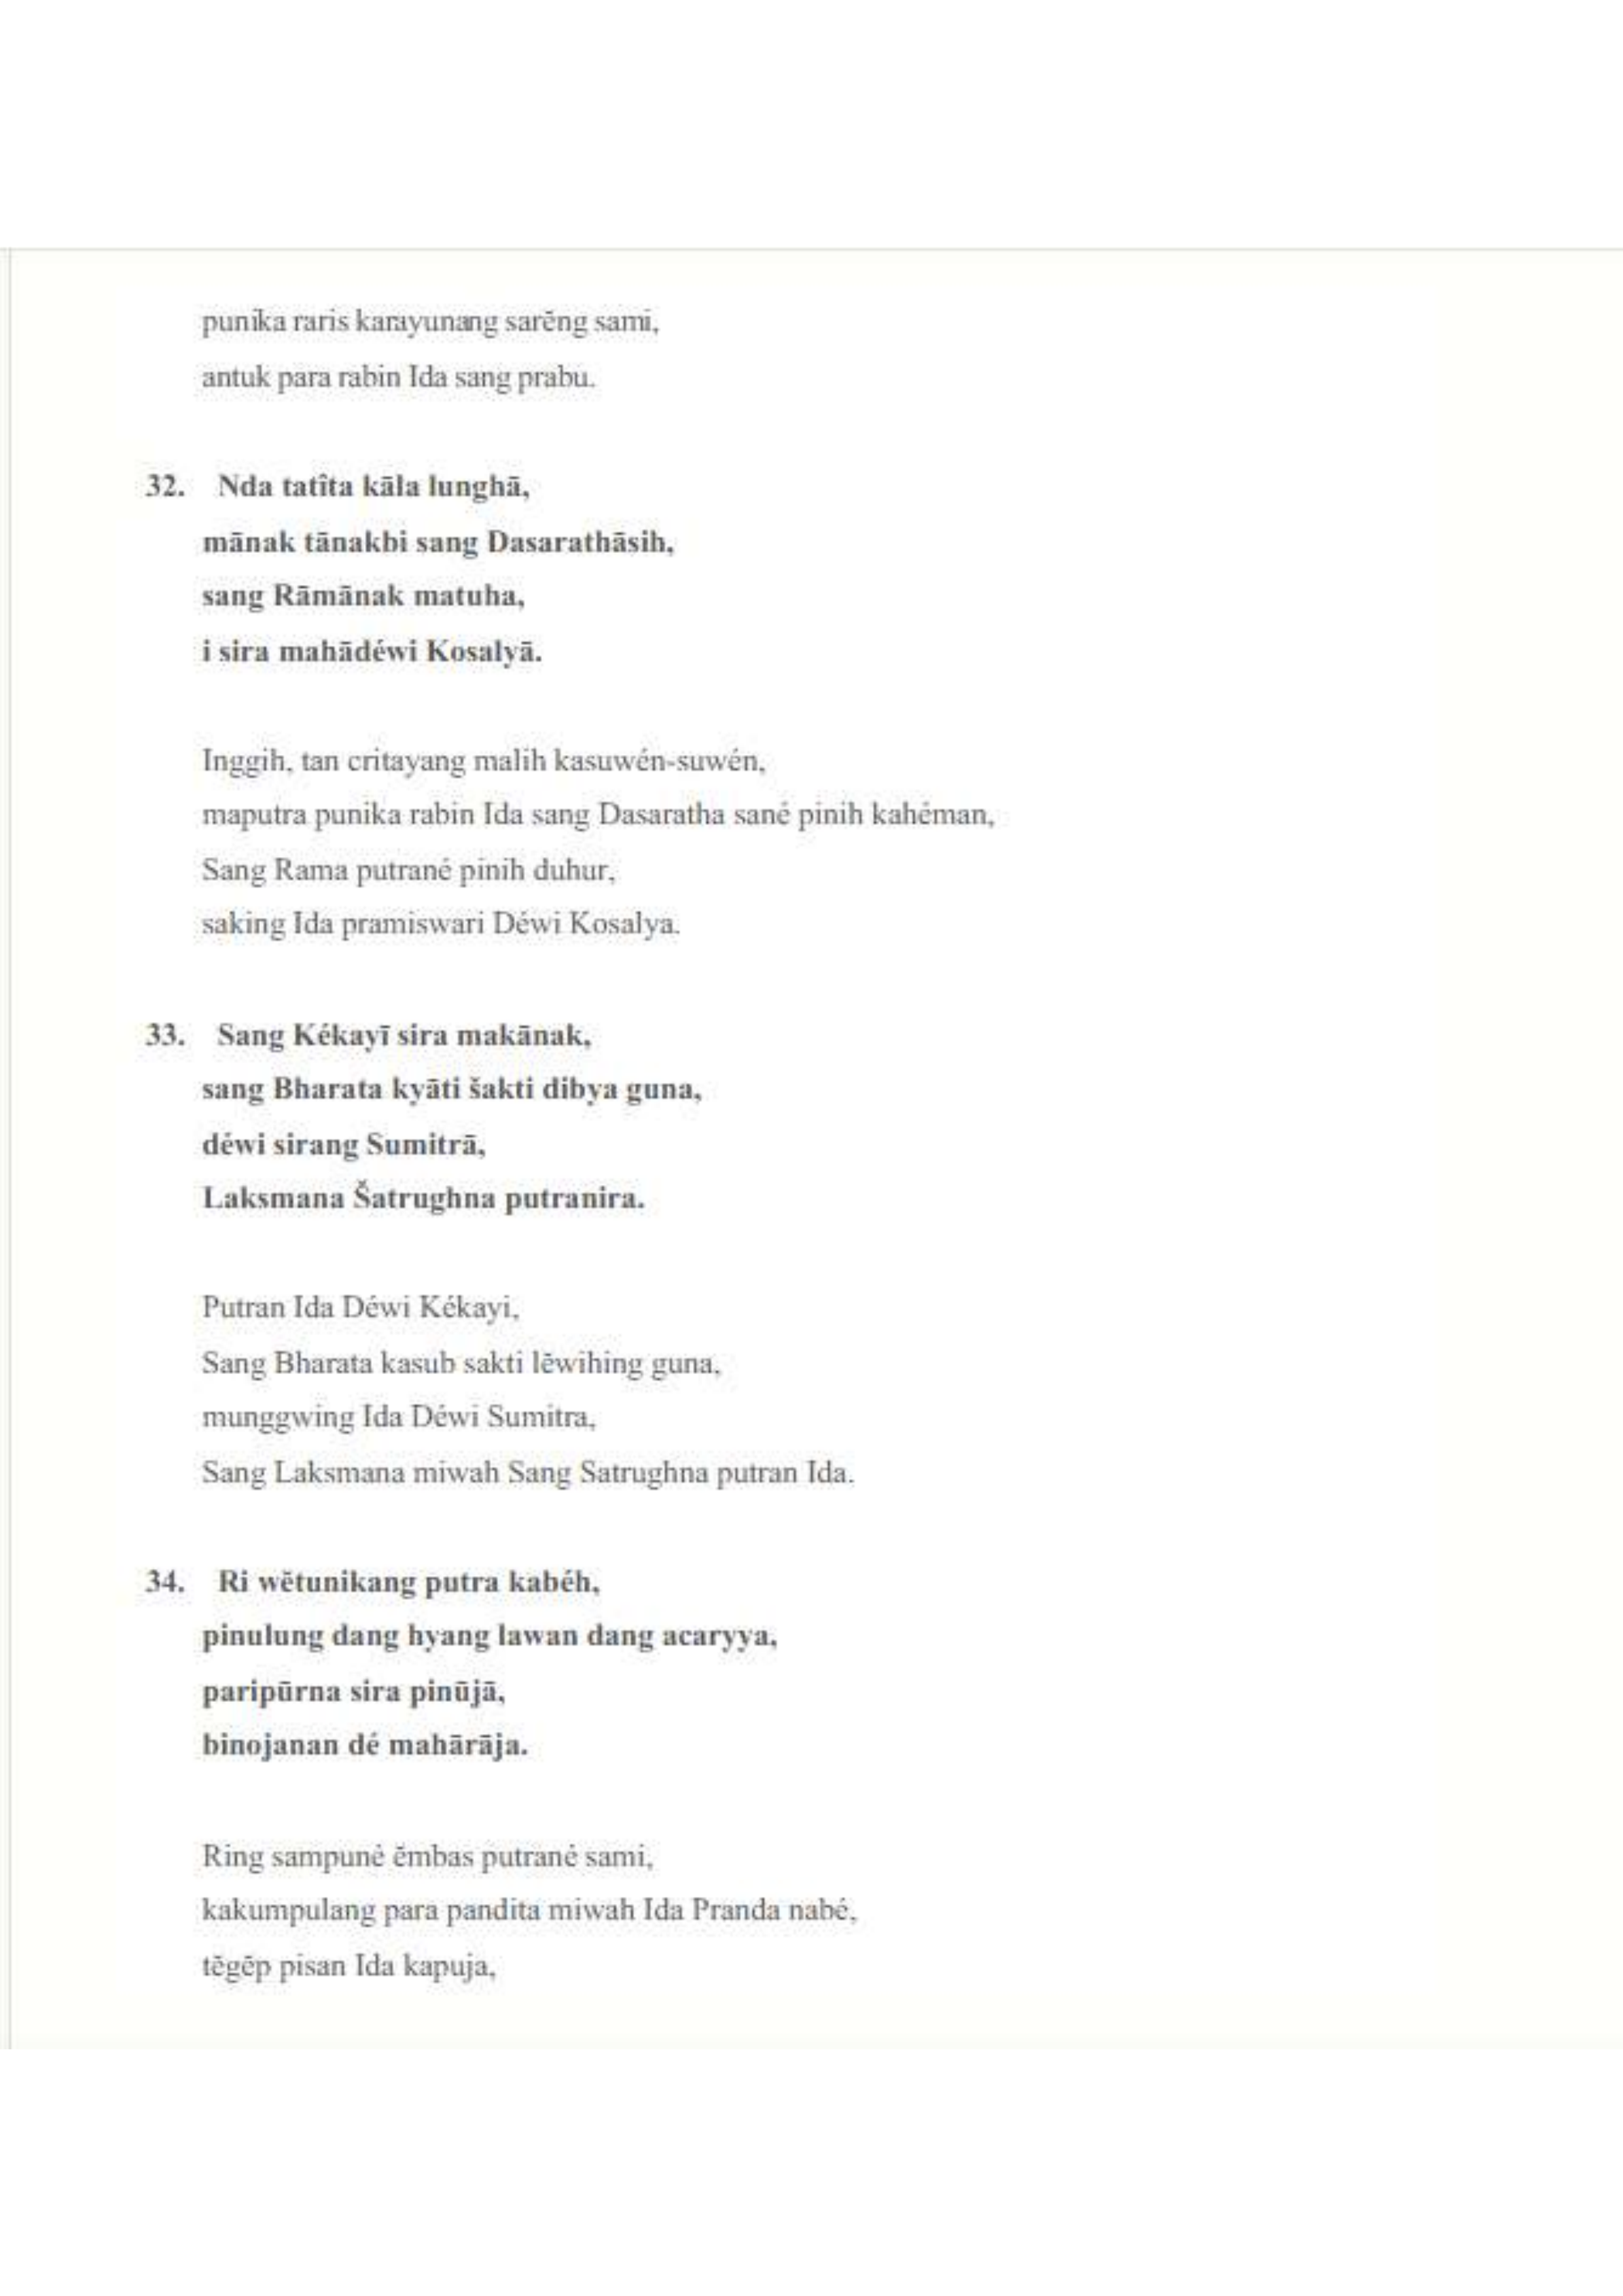 punika raris karayunang sarĕng sami,
antuk para rabin Ida sang prabu.
32. Nda tatîta kāla lunghā,
mānak tānakbi sang Dasarathāsih,
sang Rāmānak matuha,
i sira mahādéwi Kosalyā.
Inggih, tan critayang malih kasuwén-suwén,
maputra punika rabin Ida sang Dasaratha sané pinih kahéman,
Sang Rama putrané pinih duhur,
saking Ida pramiswari Déwi Kosalya.
33. Sang Kékayī sira makānak,
sang Bharata kyāti šakti dibya guna,
déwi sirang Sumitrā,
Laksmana Šatrughna putranira.
Putran Ida Déwi Kékayi,
Sang Bharata kasub sakti lĕwihing guna,
munggwing Ida Déwi Sumitra,
Sang Laksmana miwah Sang Satrughna putran Ida.
34. Ri wĕtunikang putra kabéh,
pinulung dang hyang lawan dang acaryya,
paripūrna sira pinūjā,
binojanan dé mahārāja.
Ring sampuné ĕmbas putrané sami,
kakumpulang para pandita miwah Ida Pranda nabé,
tĕgĕp pisan Ida kapuja,